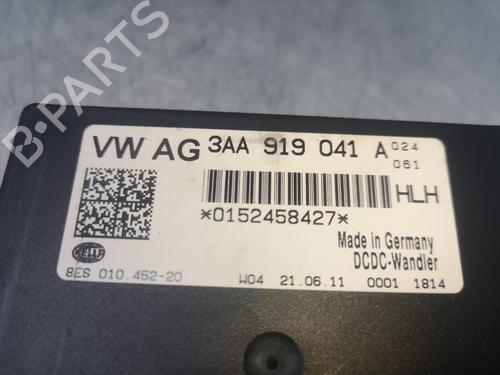 VW AG 3AA 919 041 A 024
061
HLH
*0152458427*
Made in Germany
DCDC-Wandler
HELLA
8ES 010.452-20
W04 21.06.11 0001 1814
B-PARTS